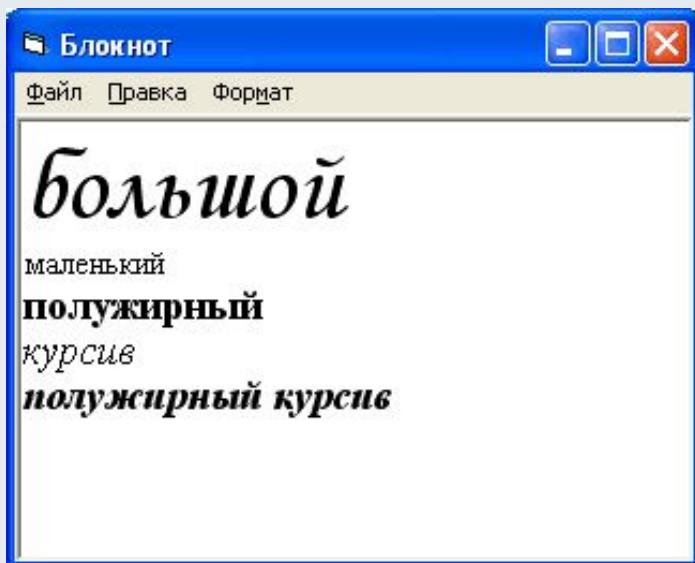 Блокнот
Файл Правка Формат
большой
маленький
полужирный
курсив
полужирный курсив